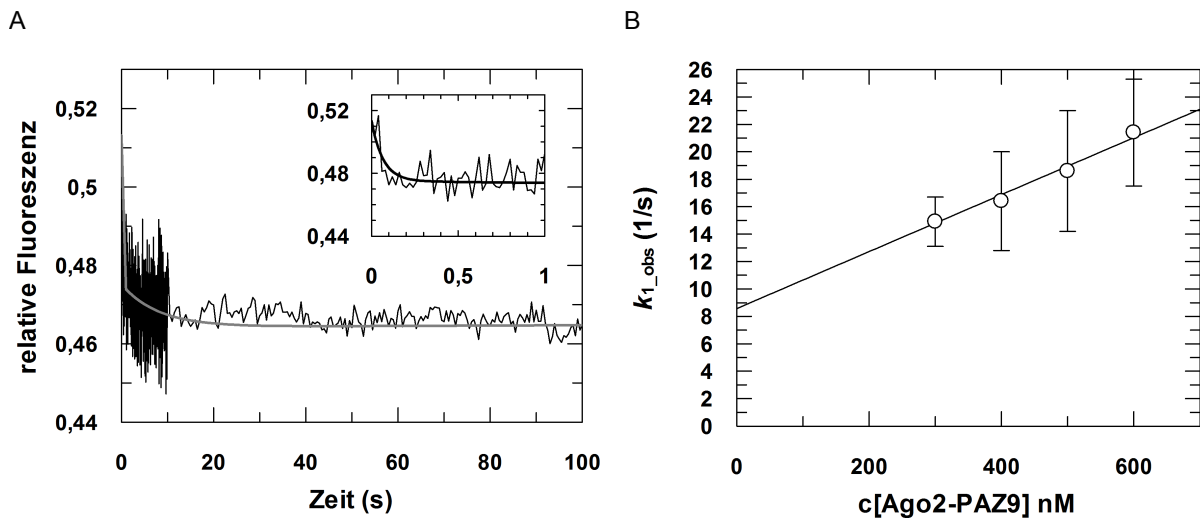 A
B
relative Fluoreszenz
0,52
0,5
0,48
0,46
0,44
0 20 40 60 80 100
Zeit (s)
0,52
0,48
0,44
0 0,5 1
k1_obs (1/s)
26
24
22
20
18
16
14
12
10
8
6
4
2
0
0 200 400 600
c[Ago2-PAZ9] nM